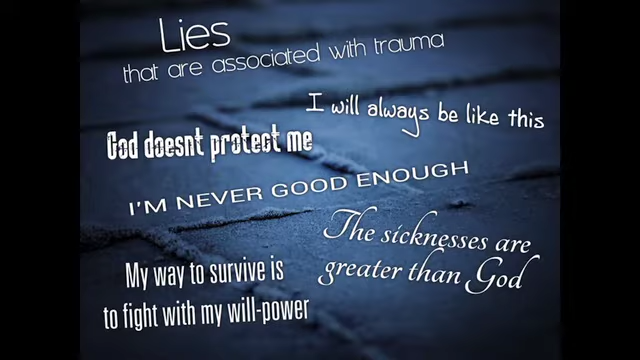 Lies
that are associated with trauma
I will always be like this
God doesnt protect me
I'M NEVER GOOD ENOUGH
The sicknesses are
greater than God
My way to survive is
to fight with my will-power